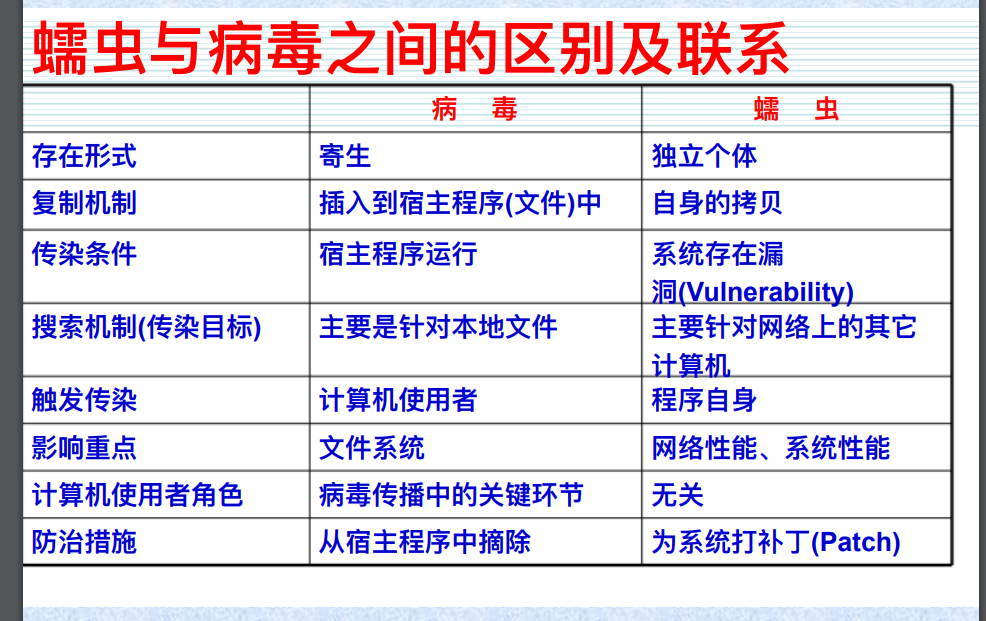 蠕虫与病毒之间的区别及联系
病 毒 蠕 虫
存在形式 寄生 独立个体
复制机制 插入到宿主程序(文件)中 自身的拷贝
传染条件 宿主程序运行 系统存在漏
洞(Vulnerability)
搜索机制(传染目标) 主要是针对本地文件 主要针对网络上的其它
计算机
触发传染 计算机使用者 程序自身
影响重点 文件系统 网络性能、系统性能
计算机使用者角色 病毒传播中的关键环节 无关
防治措施 从宿主程序中摘除 为系统打补丁(Patch)